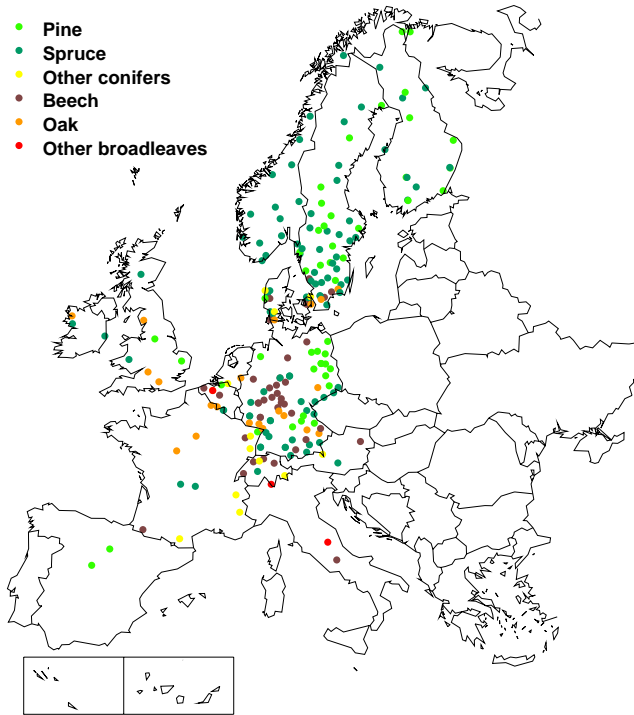 Pine
Spruce
Other conifers
Beech
Oak
Other broadleaves